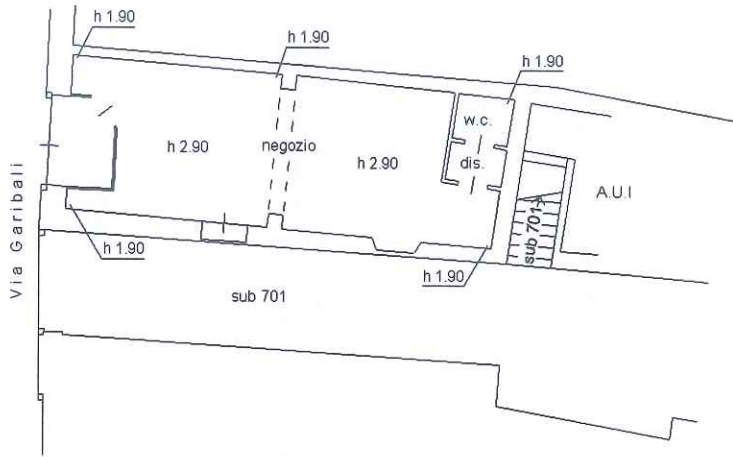 h 1.90
h 1.90
h 1.90
w.c.
h 2.90
negozio
h 2.90
dis.
A.U.I
sub 701
Via Garibali
h 1.90
h 1.90
sub 701